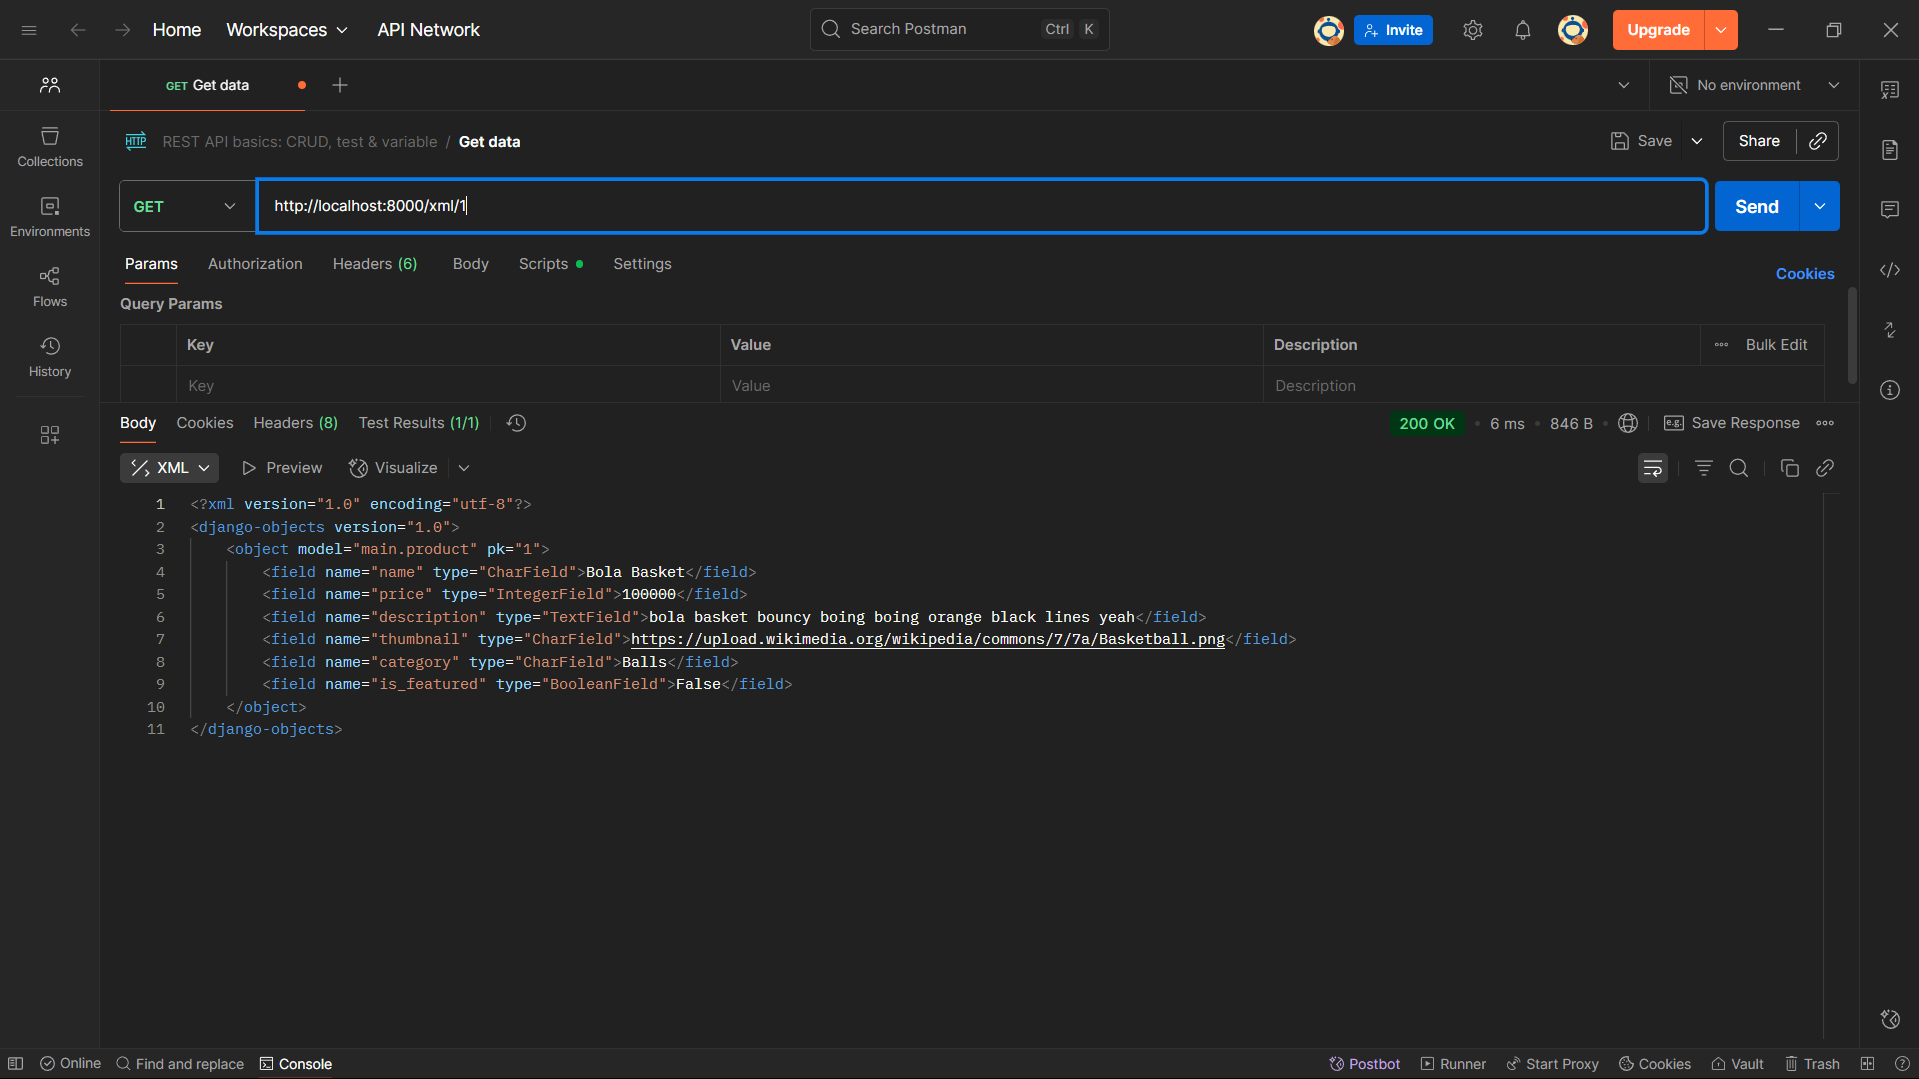 Home Workspaces API Network Search Postman Ctrl K Invite Upgrade
GET Get data No environment
HTTP REST API basics: CRUD, test & variable / Get data Save Share
Collections
GET http://localhost:8000/xml/1 Send
Environments
Params Authorization Headers (6) Body Scripts Settings Cookies
Flows
Query Params
Key Value Description Bulk Edit
History
Key Value Description
Body Cookies Headers (8) Test Results (1/1) 200 OK • 6 ms • 846 B • e.g. Save Response
XML Preview Visualize
1 <?xml version="1.0" encoding="utf-8"?>
2 <django-objects version="1.0">
3 <object model="main.product" pk="1">
4 <field name="name" type="CharField">Bola Basket</field>
5 <field name="price" type="IntegerField">100000</field>
6 <field name="description" type="TextField">bola basket bouncy boing boing orange black lines yeah</field>
7 <field name="thumbnail" type="CharField">https://upload.wikimedia.org/wikipedia/commons/7/7a/Basketball.png</field>
8 <field name="category" type="CharField">Balls</field>
9 <field name="is_featured" type="BooleanField">False</field>
10 </object>
11 </django-objects>
Online Find and replace Console Postbot Runner Start Proxy Cookies Vault Trash